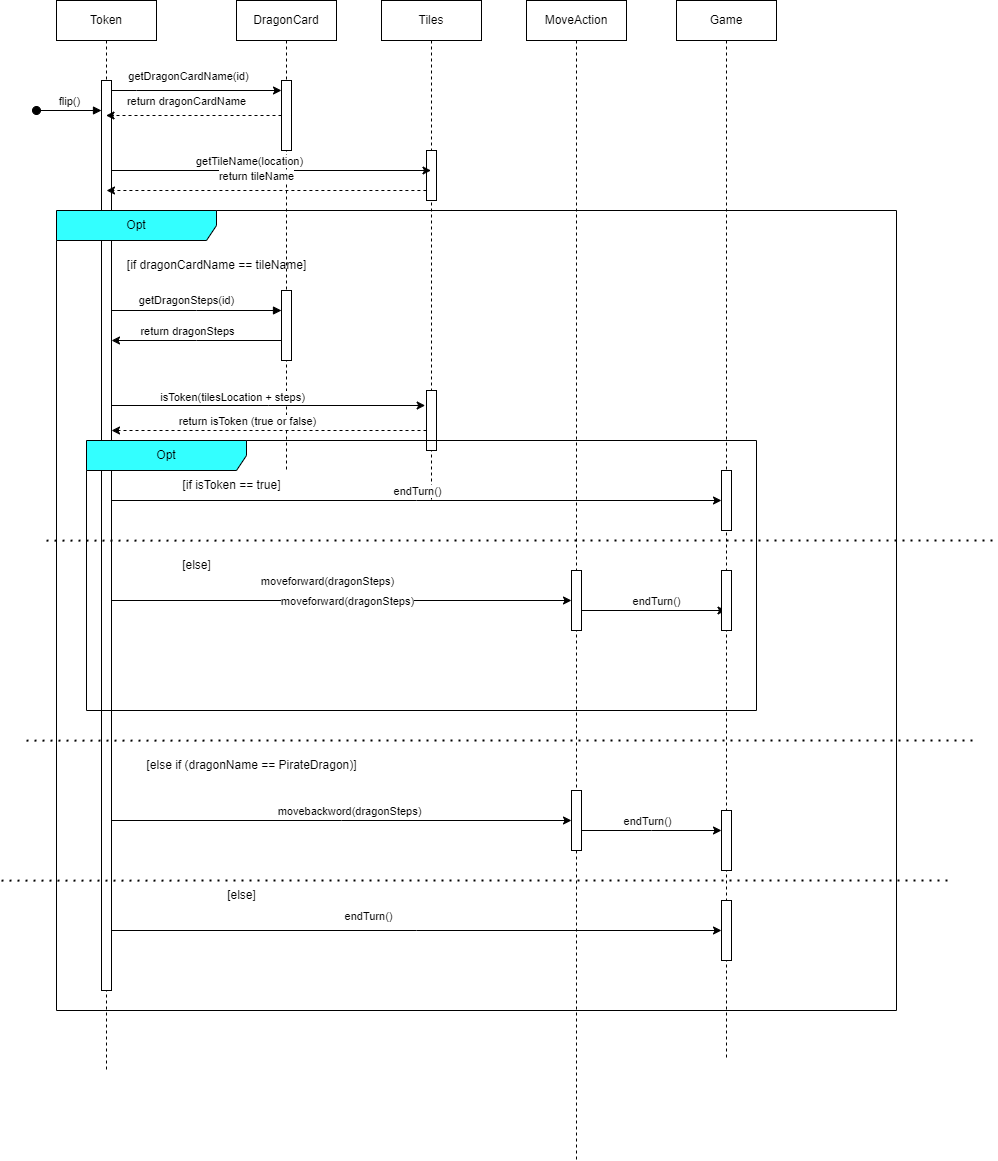 Token
DragonCard
Tiles
MoveAction
Game
getDragonCardName(id)
flip()
return dragonCardName
getTileName(location)
return tileName
Opt
[if dragonCardName == tileName]
getDragonSteps(id)
return dragonSteps
isToken(tilesLocation + steps)
return isToken (true or false)
Opt
[if isToken == true]
endTurn()
[else]
moveforward(dragonSteps)
moveforward(dragonSteps)
endTurn()
[else if (dragonName == PirateDragon)]
movebackword(dragonSteps)
endTurn()
[else]
endTurn()